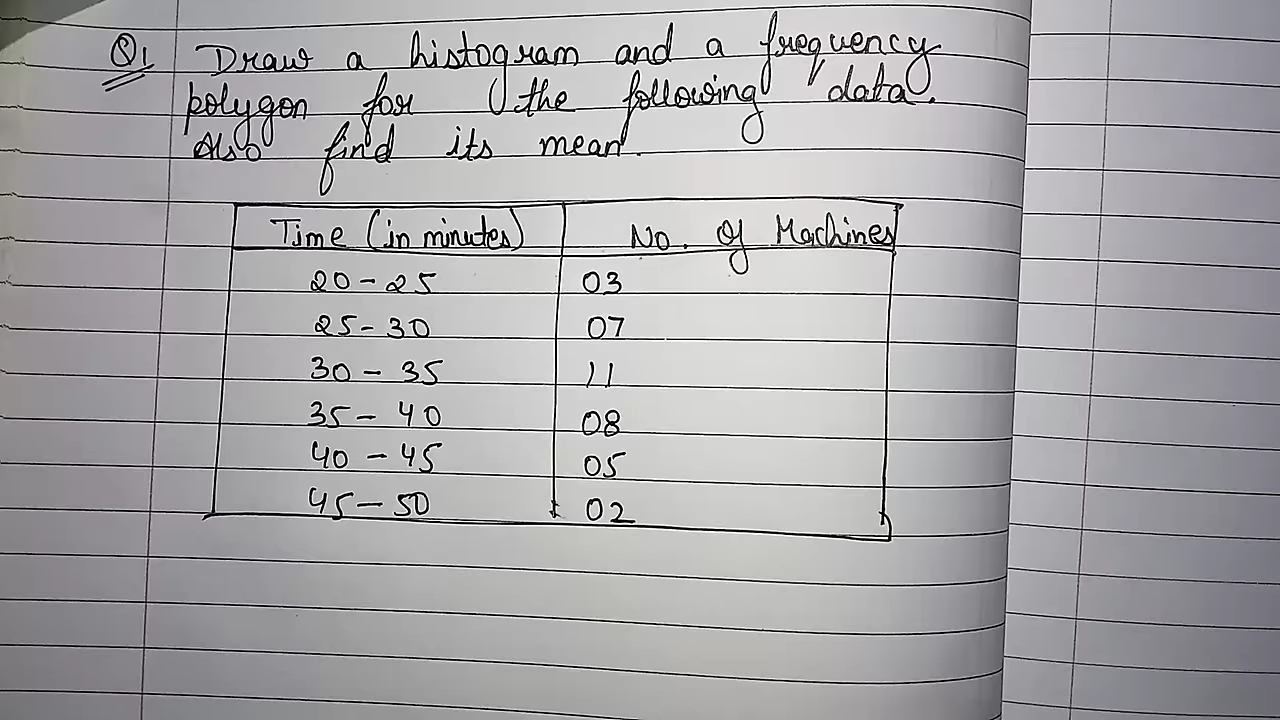 Q1 Draw a histogram and a frequency
polygon for the following data.
Also find its mean.
Time (in minutes) No. Of Machines
20 - 25 03
25 - 30 07
30 - 35 11
35 - 40 08
40 - 45 05
45 - 50 02